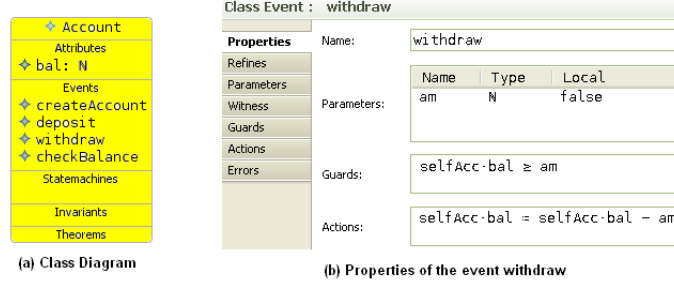 Account
Attributes
bal: ℕ
Events
createAccount
deposit
withdraw
checkBalance
Statemachines
Invariants
Theorems
(a) Class Diagram
Class Event : withdraw
Properties
Refines
Parameters
Witness
Guards
Actions
Errors
Name: withdraw
Parameters:
Name Type Local
am ℕ false
Guards: selfAcc·bal ≥ am
Actions: selfAcc·bal ≔ selfAcc·bal − am
(b) Properties of the event withdraw